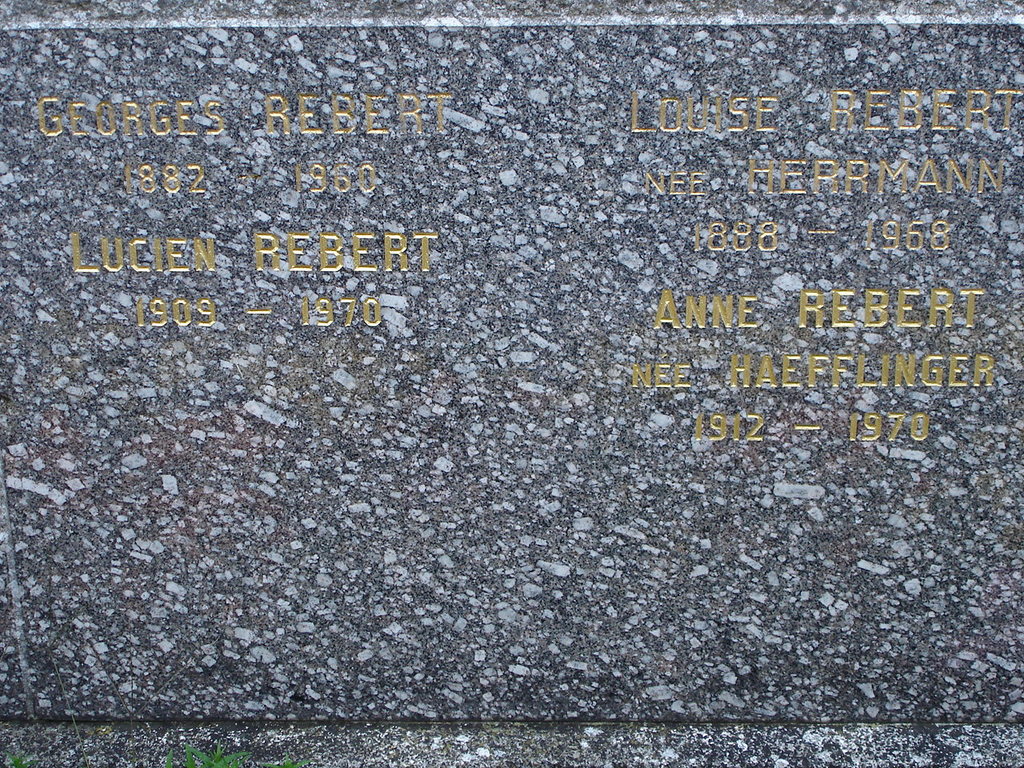 GEORGES REBERT
1882 - 1960
LUCIEN REBERT
1909 - 1970
LOUISE REBERT
NÉE HERRMANN
1888 - 1968
ANNE REBERT
NÉE HAEFFLINGER
1912 - 1970